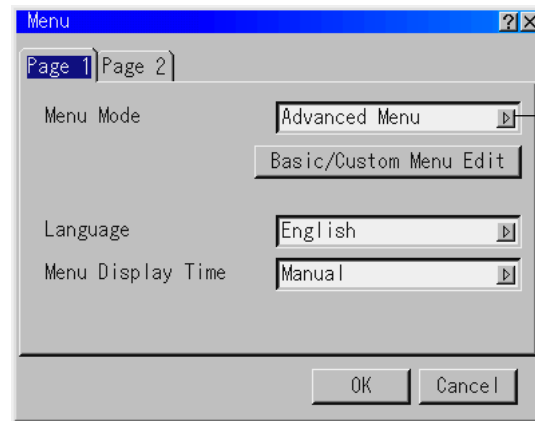 Menu ? X
Page 1 Page 2
Menu Mode Advanced Menu
Basic/Custom Menu Edit
Language English
Menu Display Time Manual
OK Cancel